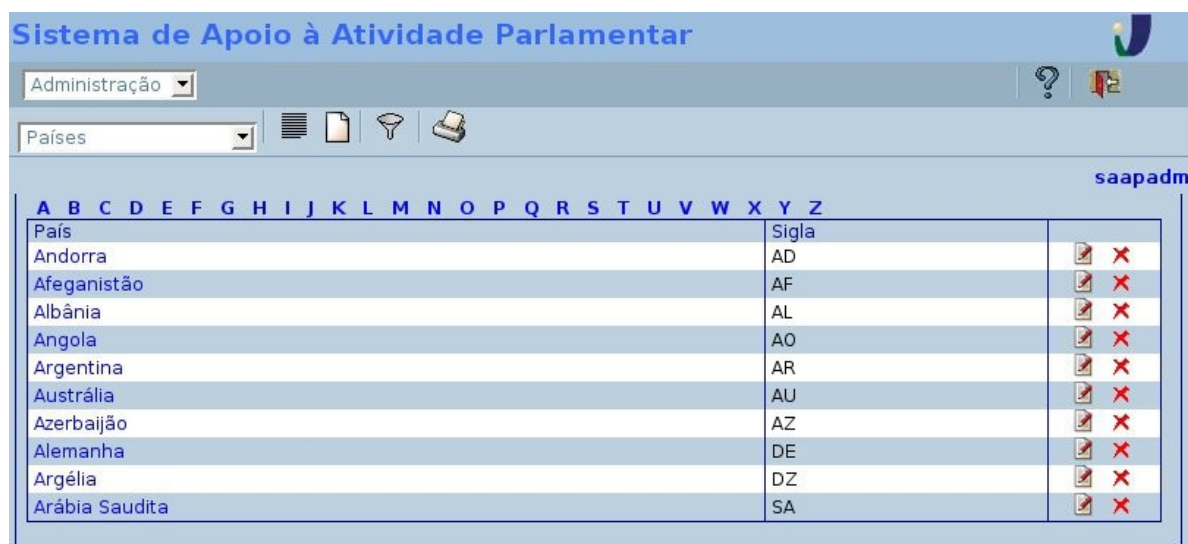 Sistema de Apoio à Atividade Parlamentar
Administração
Países
saapadm
A B C D E F G H I J K L M N O P Q R S T U V W X Y Z
País Sigla
Andorra AD
Afeganistão AF
Albânia AL
Angola AO
Argentina AR
Austrália AU
Azerbaijão AZ
Alemanha DE
Argélia DZ
Arábia Saudita SA